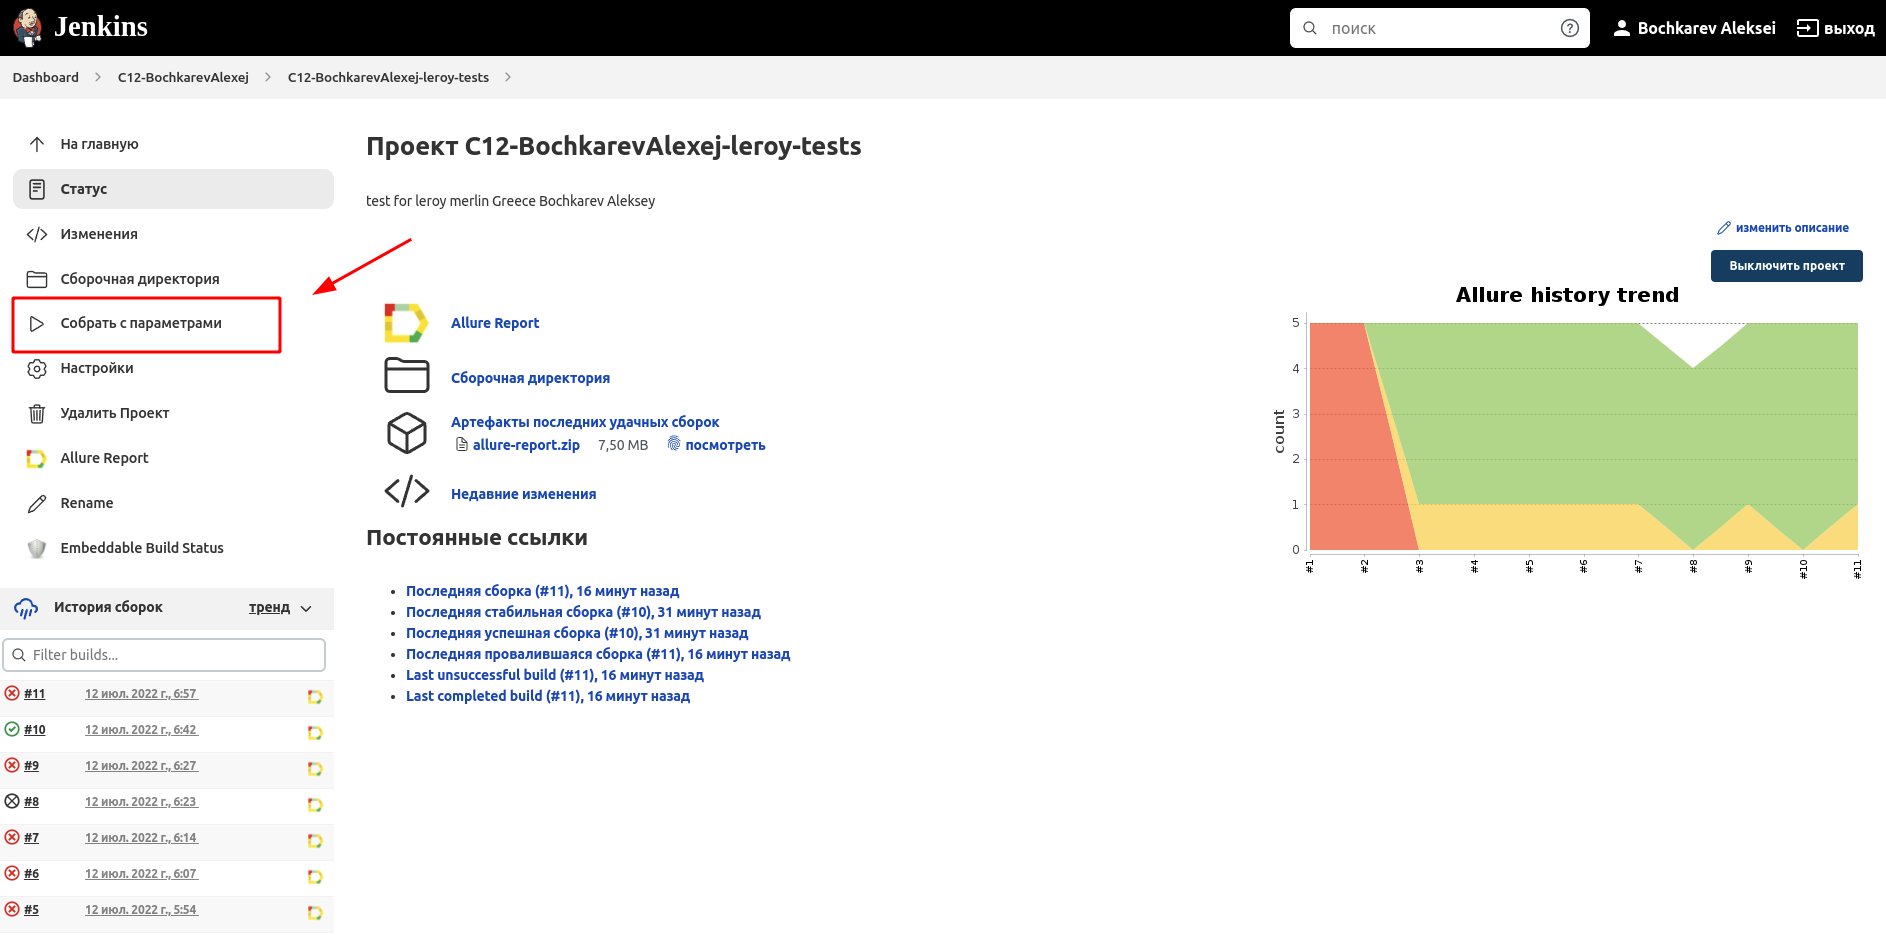 Jenkins
поиск
Bochkarev Aleksei
выход
Dashboard
C12-BochkarevAlexej
C12-BochkarevAlexej-leroy-tests
На главную
Статус
Изменения
Сборочная директория
Собрать с параметрами
Настройки
Удалить Проект
Allure Report
Rename
Embeddable Build Status
История сборок
тренд
Filter builds...
#11 12 июл. 2022 г., 6:57
#10 12 июл. 2022 г., 6:42
#9 12 июл. 2022 г., 6:27
#8 12 июл. 2022 г., 6:23
#7 12 июл. 2022 г., 6:14
#6 12 июл. 2022 г., 6:07
#5 12 июл. 2022 г., 5:54
Проект C12-BochkarevAlexej-leroy-tests
test for leroy merlin Greece Bochkarev Aleksey
изменить описание
Выключить проект
Allure Report
Сборочная директория
Артефакты последних удачных сборок
allure-report.zip 7,50 MB посмотреть
Недавние изменения
Постоянные ссылки
Последняя сборка (#11), 16 минут назад
Последняя стабильная сборка (#10), 31 минут назад
Последняя успешная сборка (#10), 31 минут назад
Последняя провалившаяся сборка (#11), 16 минут назад
Last unsuccessful build (#11), 16 минут назад
Last completed build (#11), 16 минут назад
Allure history trend
count
5
4
3
2
1
0
#1 #2 #3 #4 #5 #6 #7 #8 #9 #10 #11